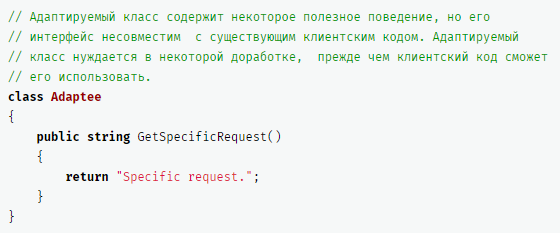 // Адаптируемый класс содержит некоторое полезное поведение, но его
// интерфейс несовместим  с существующим клиентским кодом. Адаптируемый
// класс нуждается в некоторой доработке,  прежде чем клиентский код сможет
// его использовать.
class Adaptee
{
    public string GetSpecificRequest()
    {
        return "Specific request.";
    }
}